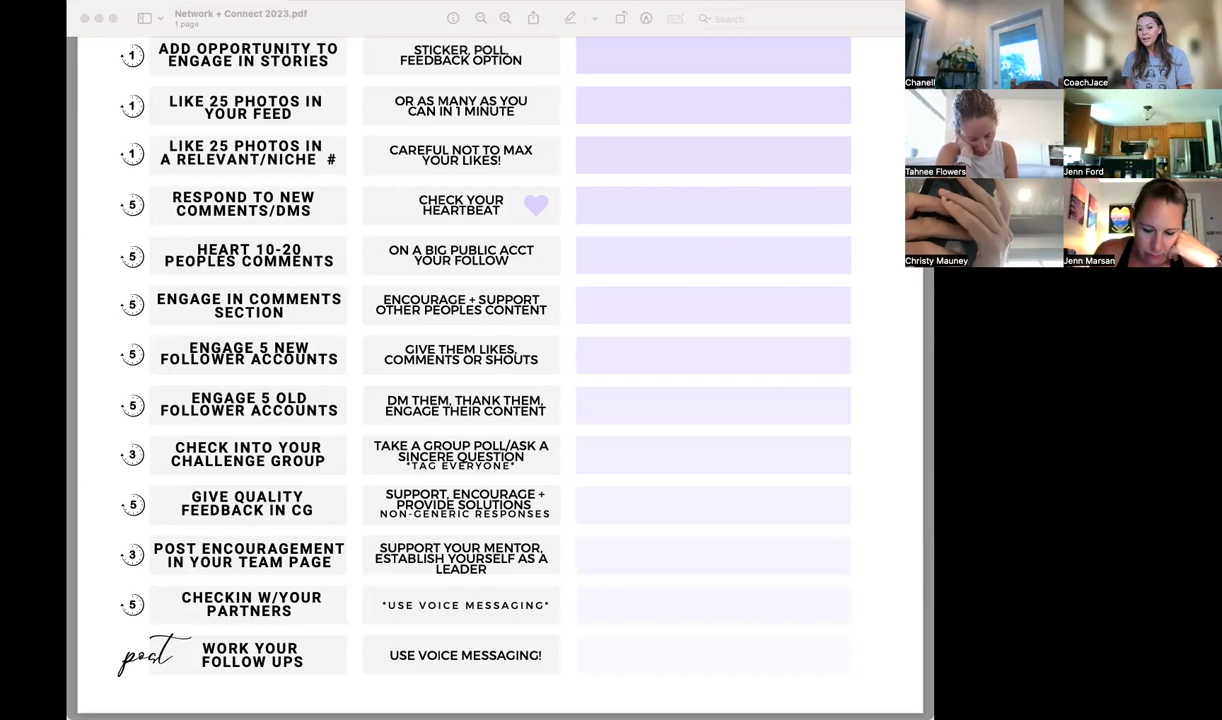 Network + Connect 2023.pdf
1 page
Search
1
ADD OPPORTUNITY TO
ENGAGE IN STORIES
STICKER, POLL,
FEEDBACK OPTION
1
LIKE 25 PHOTOS IN
YOUR FEED
OR AS MANY AS YOU
CAN IN 1 MINUTE
1
LIKE 25 PHOTOS IN
A RELEVANT/NICHE #
CAREFUL NOT TO MAX
YOUR LIKES!
5
RESPOND TO NEW
COMMENTS/DMS
CHECK YOUR
HEARTBEAT
5
HEART 10-20
PEOPLES COMMENTS
ON A BIG PUBLIC ACCT
YOUR FOLLOW
5
ENGAGE IN COMMENTS
SECTION
ENCOURAGE + SUPPORT
OTHER PEOPLES CONTENT
5
ENGAGE 5 NEW
FOLLOWER ACCOUNTS
GIVE THEM LIKES,
COMMENTS OR SHOUTS
5
ENGAGE 5 OLD
FOLLOWER ACCOUNTS
DM THEM, THANK THEM,
ENGAGE THEIR CONTENT
3
CHECK INTO YOUR
CHALLENGE GROUP
TAKE A GROUP POLL/ASK A
SINCERE QUESTION
*TAG EVERYONE*
5
GIVE QUALITY
FEEDBACK IN CG
SUPPORT, ENCOURAGE +
PROVIDE SOLUTIONS
NON-GENERIC RESPONSES
3
POST ENCOURAGEMENT
IN YOUR TEAM PAGE
SUPPORT YOUR MENTOR,
ESTABLISH YOURSELF AS A
LEADER
5
CHECKIN W/YOUR
PARTNERS
*USE VOICE MESSAGING*
post
WORK YOUR
FOLLOW UPS
USE VOICE MESSAGING!
Chanell
CoachJace
Tahnee Flowers
Jenn Ford
Christy Mauney
Jenn Marsan